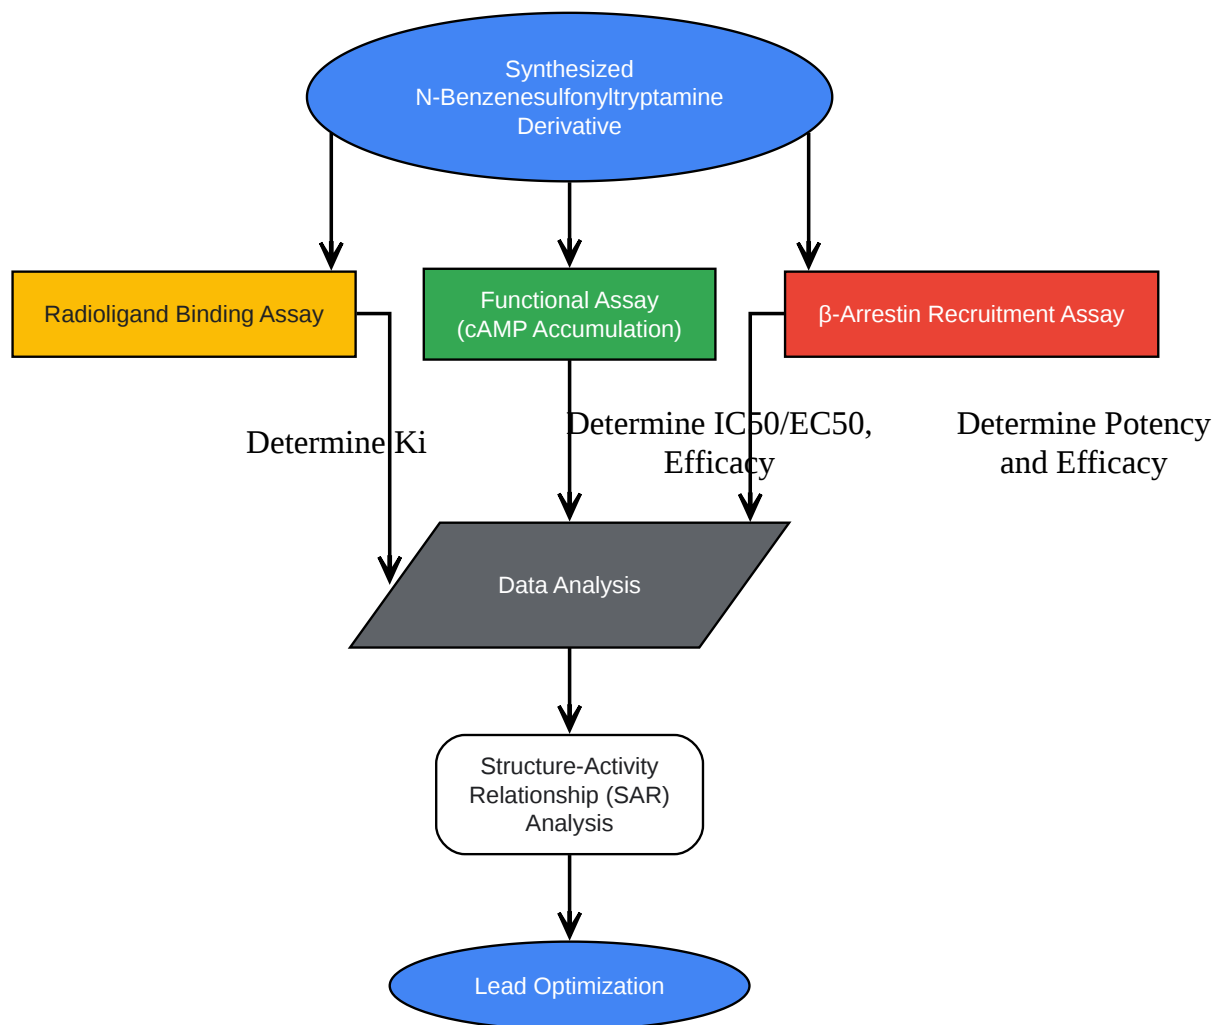 Synthesized
N-Benzenesulfonyltryptamine
Derivative
Radioligand Binding Assay
Functional Assay
(cAMP Accumulation)
β-Arrestin Recruitment Assay
Determine Ki
Determine IC50/EC50,
Efficacy
Determine Potency
and Efficacy
Data Analysis
Structure-Activity
Relationship (SAR)
Analysis
Lead Optimization